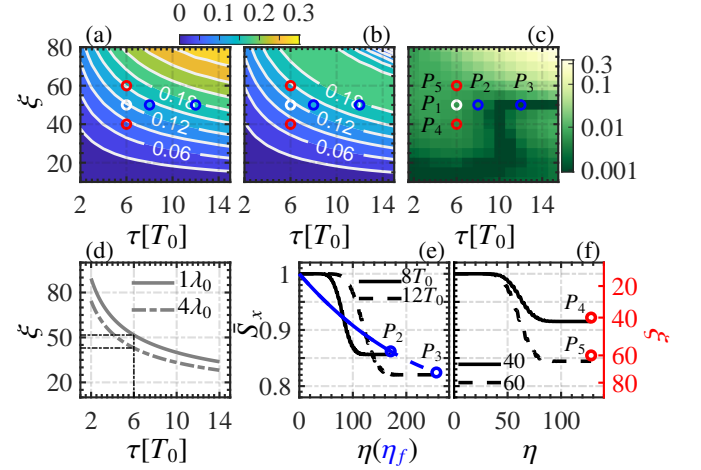 0 0.1 0.2 0.3
(a) (b) (c)
80 60 40 20
ξ
0.18 0.12 0.06
0.18 0.12 0.06
P5 P2 P3
P1
P4
0.3
0.1
0.01
0.001
2 6 10 14 2 6 10 14 2 6 10 14
τ[T0] τ[T0] τ[T0]
(d) (e) (f)
90 50 10
ξ
1λ0
4λ0
2 6 10 14
τ[T0]
1 0.9 0.8
S̄x
8T0
12T0
P2
P3
0 100 200
η(ηf)
P4
P5
40
60
0 50 100
η
20
40
60
80
ξ